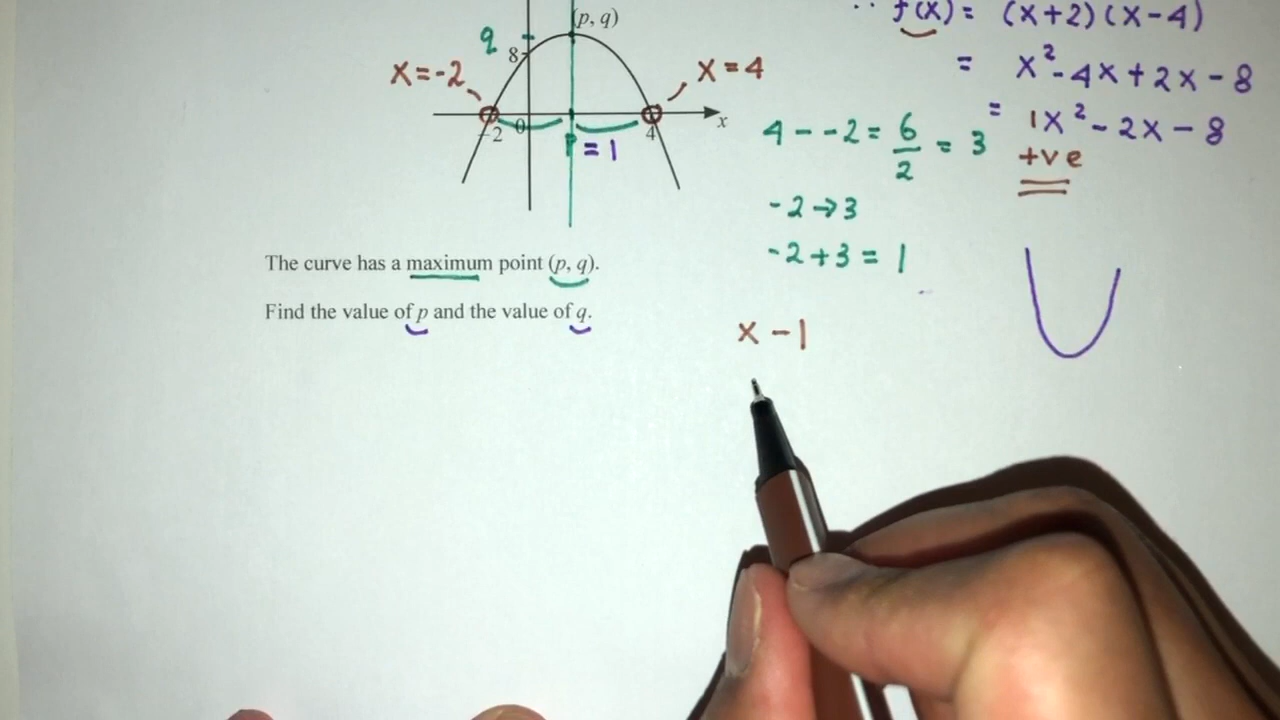 (p, q)
q
8
x=-2
x=4
-2
0
4
x
P=1
∴ f(x) = (x+2)(x-4)
= x²-4x+2x-8
= 1x²-2x-8
+ve
4--2= 6/2 = 3
-2→3
-2+3=1
The curve has a maximum point (p, q).
Find the value of p and the value of q.
x-1